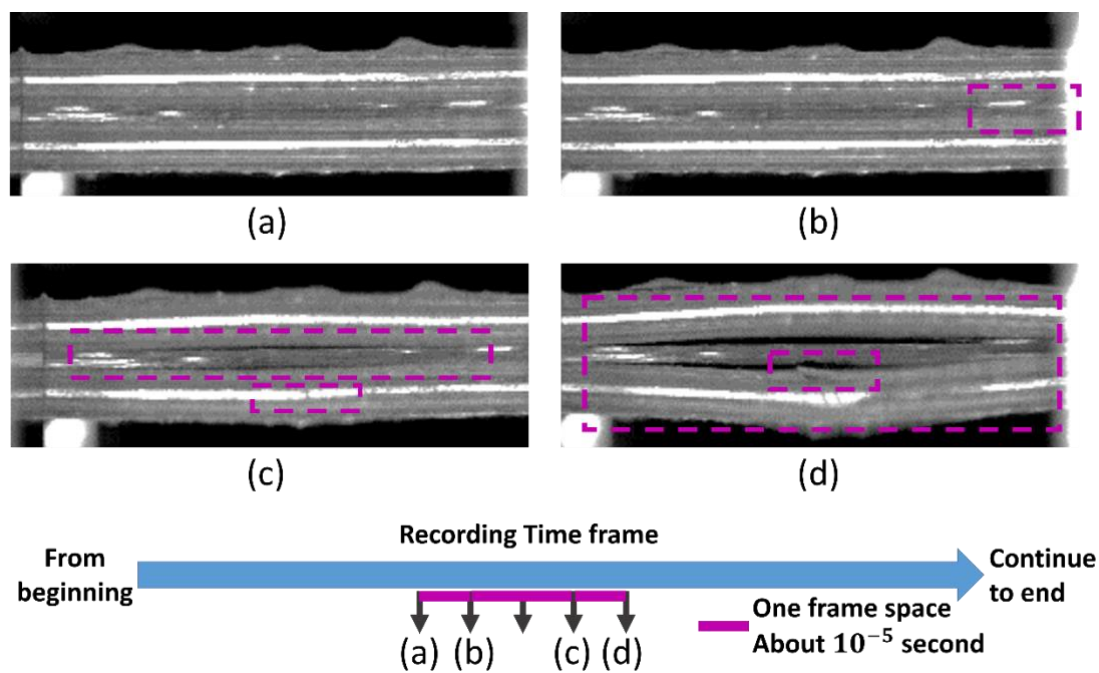 (a)
(b)
(c)
(d)
Recording Time frame
From
beginning
Continue
to end
(a) (b) (c) (d)
One frame space
About 10⁻⁵ second